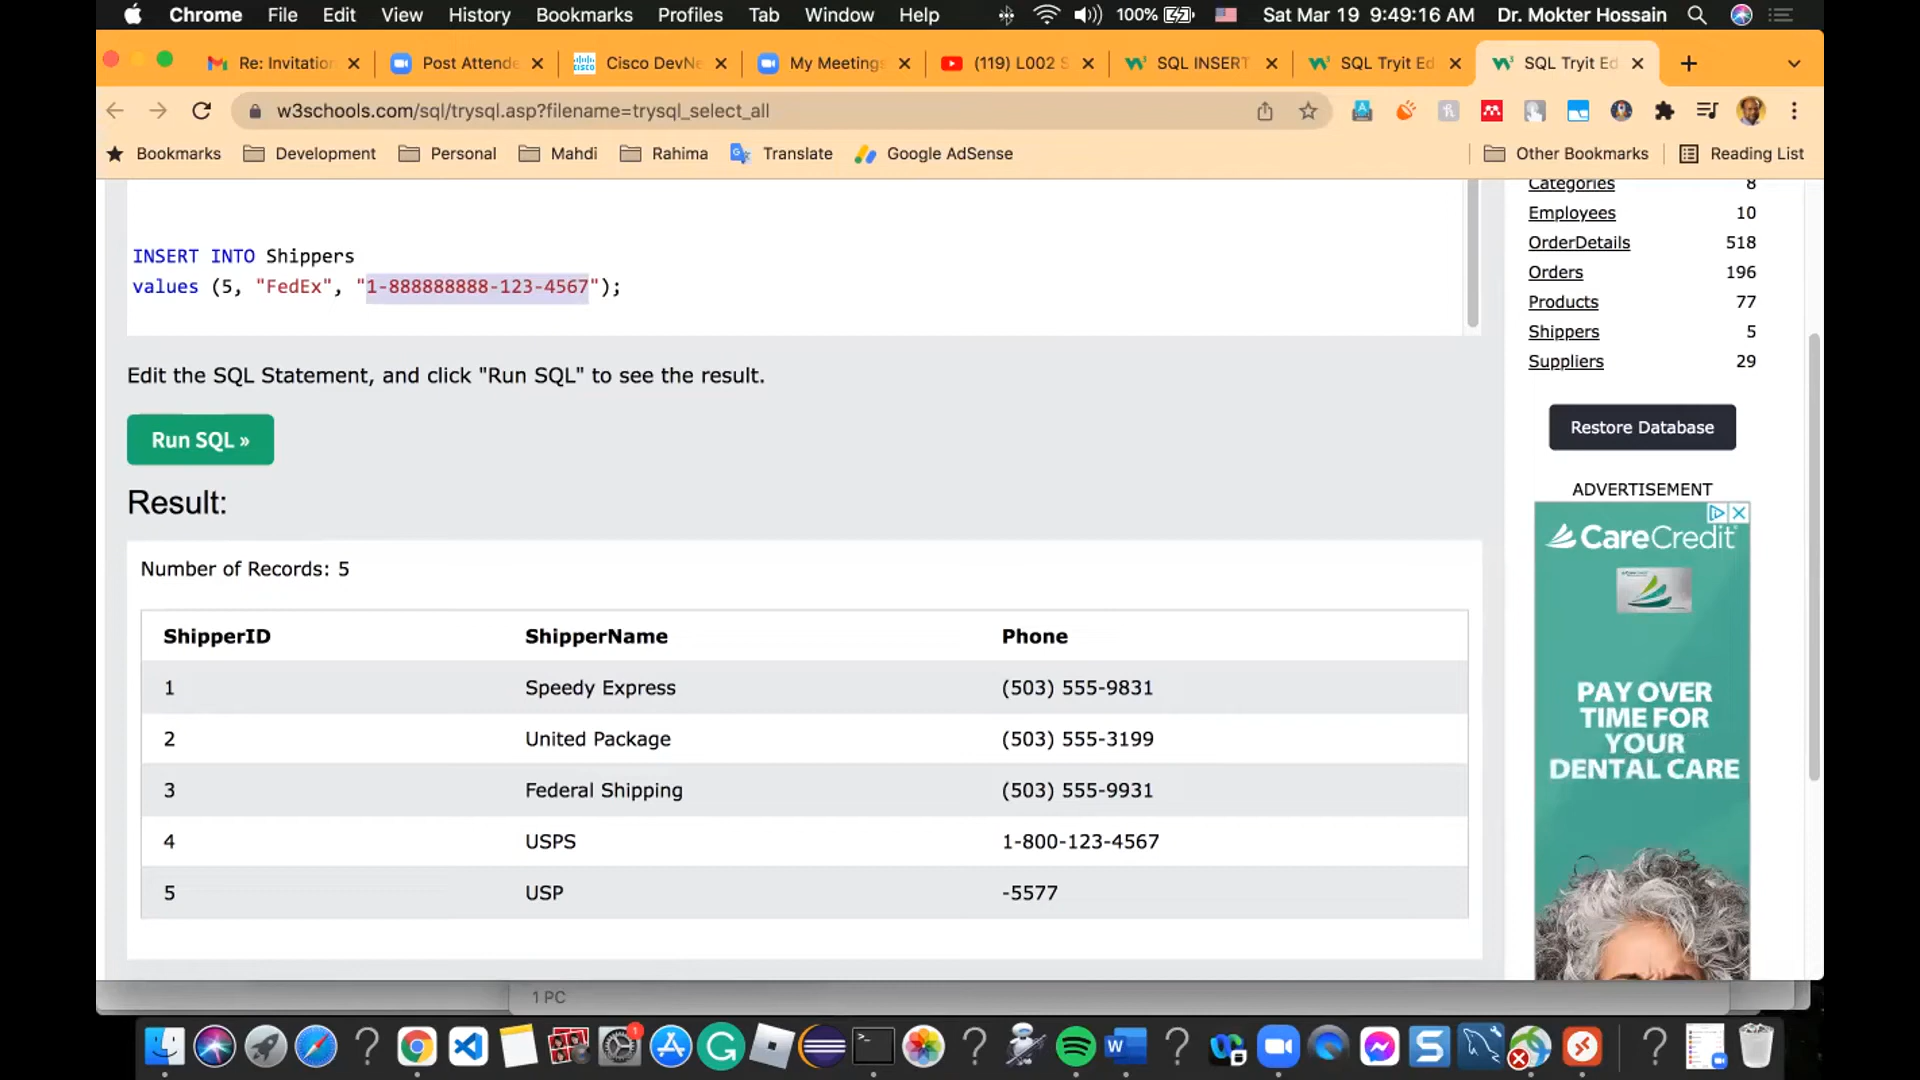 Chrome File Edit View History Bookmarks Profiles Tab Window Help 100% Sat Mar 19 9:49:16 AM Dr. Mokter Hossain
Re: Invitation Post Attende Cisco DevNe My Meetings (119) L002 S SQL INSERT SQL Tryit Ed SQL Tryit Ed
w3schools.com/sql/trysql.asp?filename=trysql_select_all
Bookmarks Development Personal Mahdi Rahima Translate Google AdSense Other Bookmarks Reading List
Categories 8
Employees 10
OrderDetails 518
Orders 196
Products 77
Shippers 5
Suppliers 29
Restore Database
INSERT INTO Shippers
values (5, "FedEx", "1-888888888-123-4567");
Edit the SQL Statement, and click "Run SQL" to see the result.
Run SQL »
Result:
Number of Records: 5
ShipperID ShipperName Phone
1 Speedy Express (503) 555-9831
2 United Package (503) 555-3199
3 Federal Shipping (503) 555-9931
4 USPS 1-800-123-4567
5 USP -5577
ADVERTISEMENT
CareCredit
PAY OVER
TIME FOR
YOUR
DENTAL CARE
1 PC